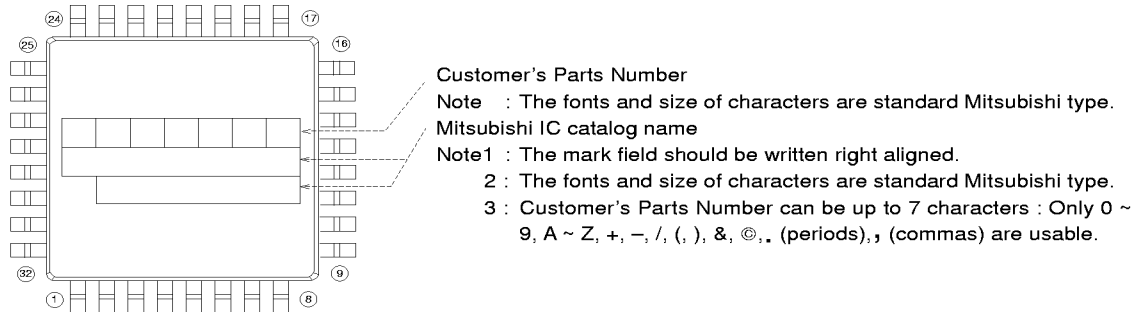 24 17
25 16
Customer's Parts Number
Note : The fonts and size of characters are standard Mitsubishi type.
Mitsubishi IC catalog name
Note1 : The mark field should be written right aligned.
2 : The fonts and size of characters are standard Mitsubishi type.
3 : Customer's Parts Number can be up to 7 characters : Only 0 ~
9, A ~ Z, +, –, /, (, ), &, ©, . (periods), , (commas) are usable.
32 9
1 8